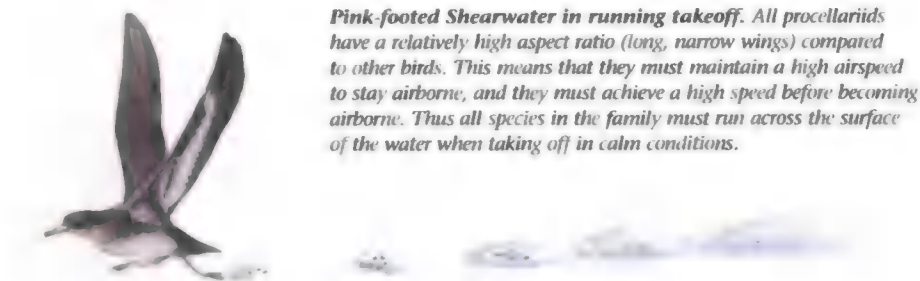 Pink-footed Shearwater in running takeoff. All procellariids
have a relatively high aspect ratio (long, narrow wings) compared
to other birds. This means that they must maintain a high airspeed
to stay airborne, and they must achieve a high speed before becoming
airborne. Thus all species in the family must run across the surface
of the water when taking off in calm conditions.